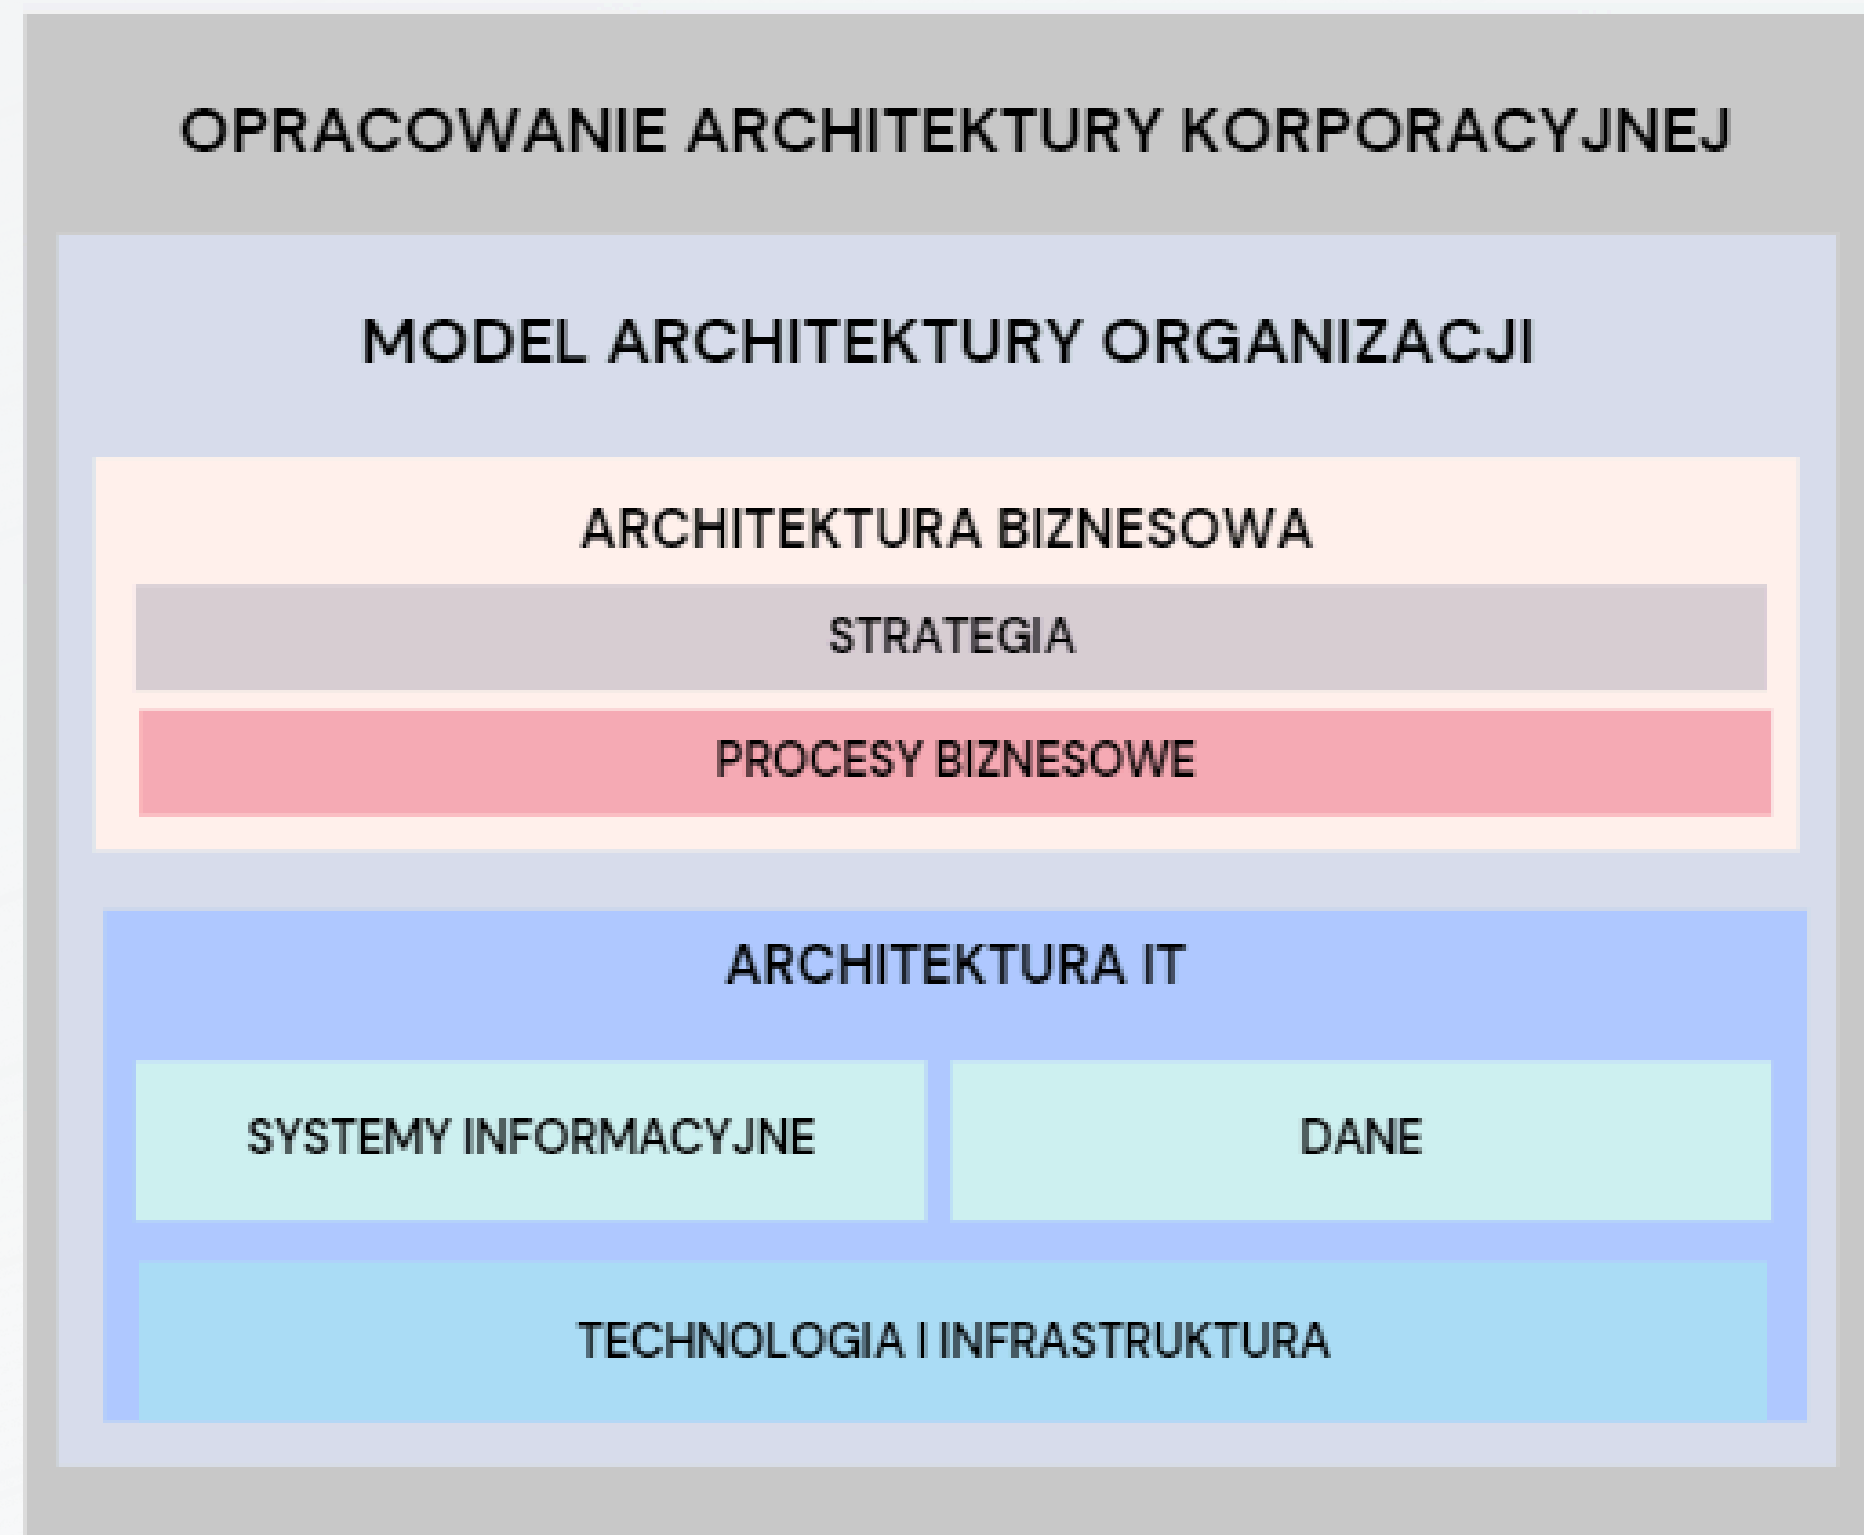 OPRACOWANIE ARCHITEKTURY KORPORACYJNEJ
MODEL ARCHITEKTURY ORGANIZACJI
ARCHITEKTURA BIZNESOWA
STRATEGIA
PROCESY BIZNESOWE
ARCHITEKTURA IT
SYSTEMY INFORMACYJNE
DANE
TECHNOLOGIA I INFRASTRUKTURA